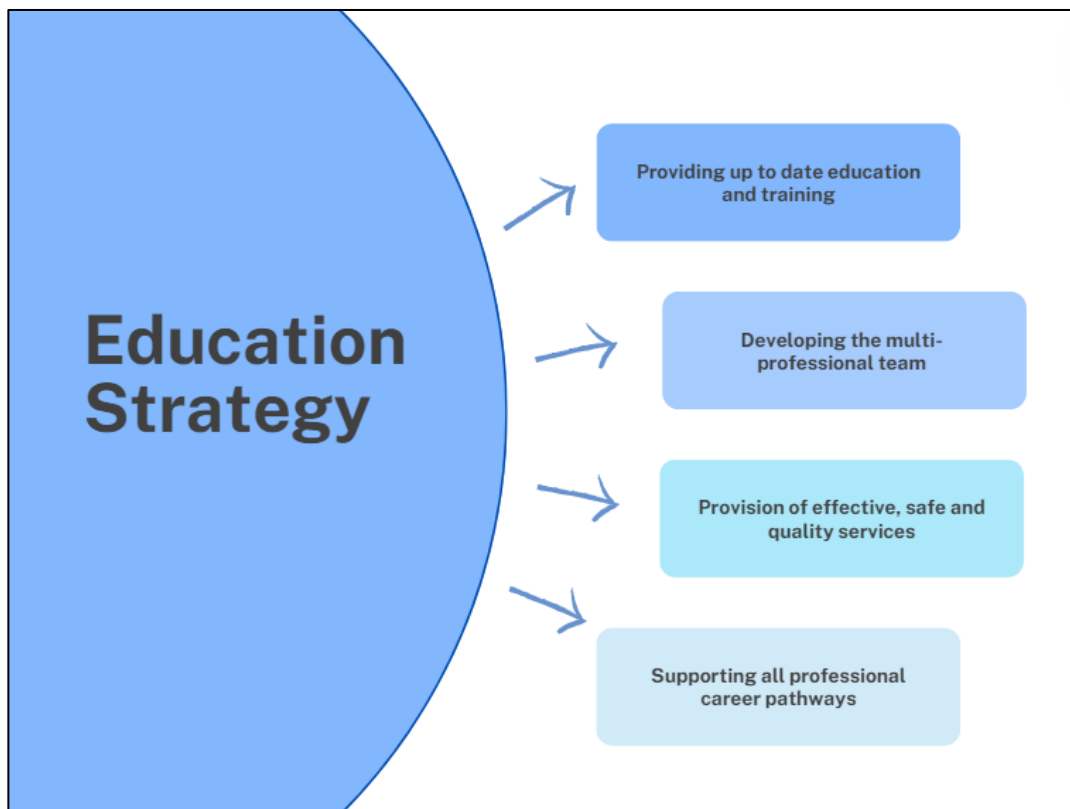 Education
Strategy
Providing up to date education
and training
Developing the multi-
professional team
Provision of effective, safe and
quality services
Supporting all professional
career pathways